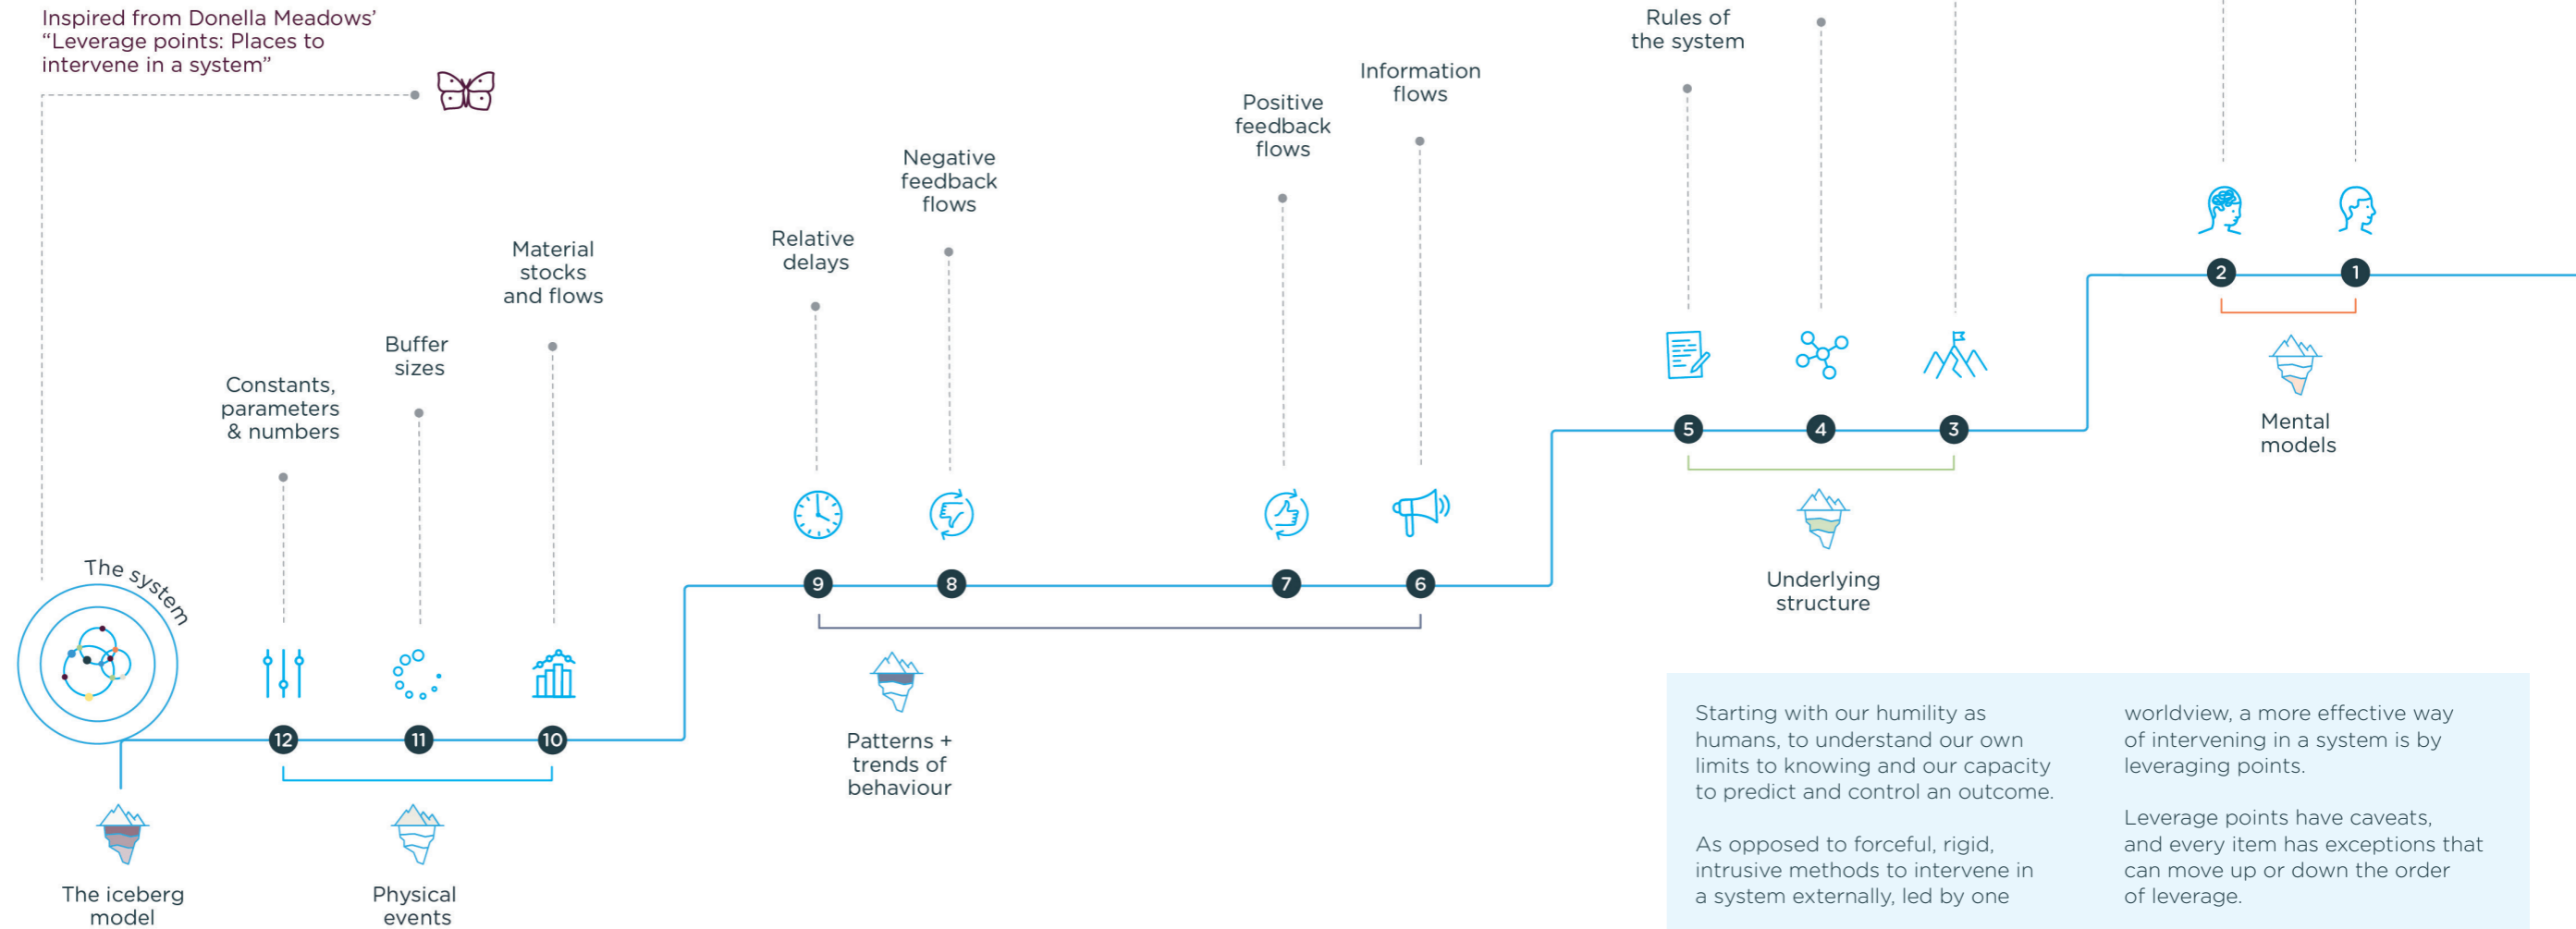 Inspired from Donella Meadows’
“Leverage points: Places to
intervene in a system”
The system
The iceberg
model
Constants,
parameters
& numbers
12
Buffer
sizes
11
Material
stocks
and flows
10
Physical
events
Relative
delays
9
Negative
feedback
flows
8
Positive
feedback
flows
7
Information
flows
6
Patterns +
trends of
behaviour
Rules of
the system
5
4
3
Underlying
structure
2
1
Mental
models
Starting with our humility as
humans, to understand our own
limits to knowing and our capacity
to predict and control an outcome.
As opposed to forceful, rigid,
intrusive methods to intervene in
a system externally, led by one
worldview, a more effective way
of intervening in a system is by
leveraging points.
Leverage points have caveats,
and every item has exceptions that
can move up or down the order
of leverage.